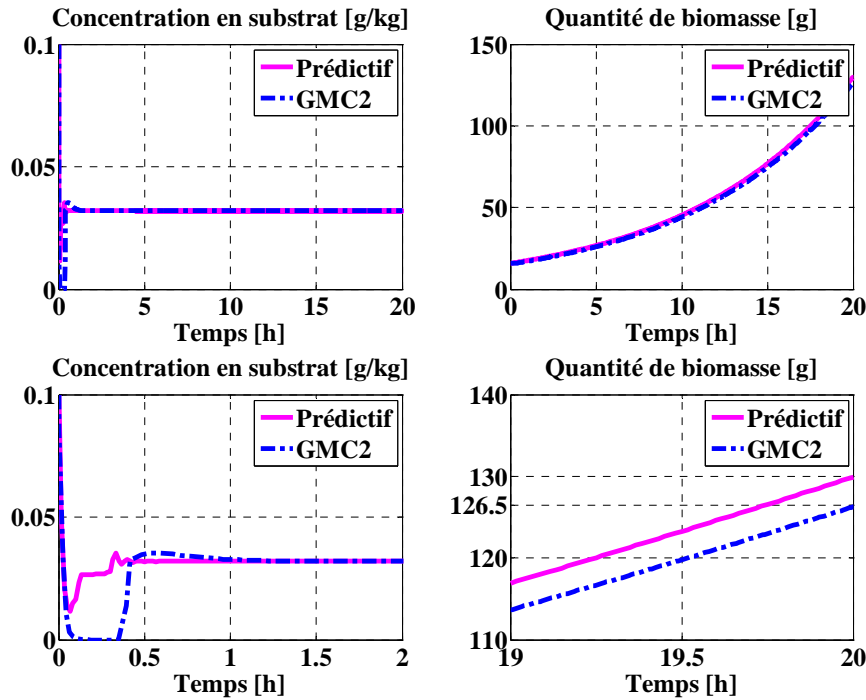 Concentration en substrat [g/kg]
0.1
0.05
0
0 5 10 15 20
Temps [h]
Prédictif
GMC2
Quantité de biomasse [g]
150
100
50
0
0 5 10 15 20
Temps [h]
Prédictif
GMC2
Concentration en substrat [g/kg]
0.1
0.05
0
0 0.5 1 1.5 2
Temps [h]
Prédictif
GMC2
Quantité de biomasse [g]
140
130
126.5
120
110
19 19.5 20
Temps [h]
Prédictif
GMC2